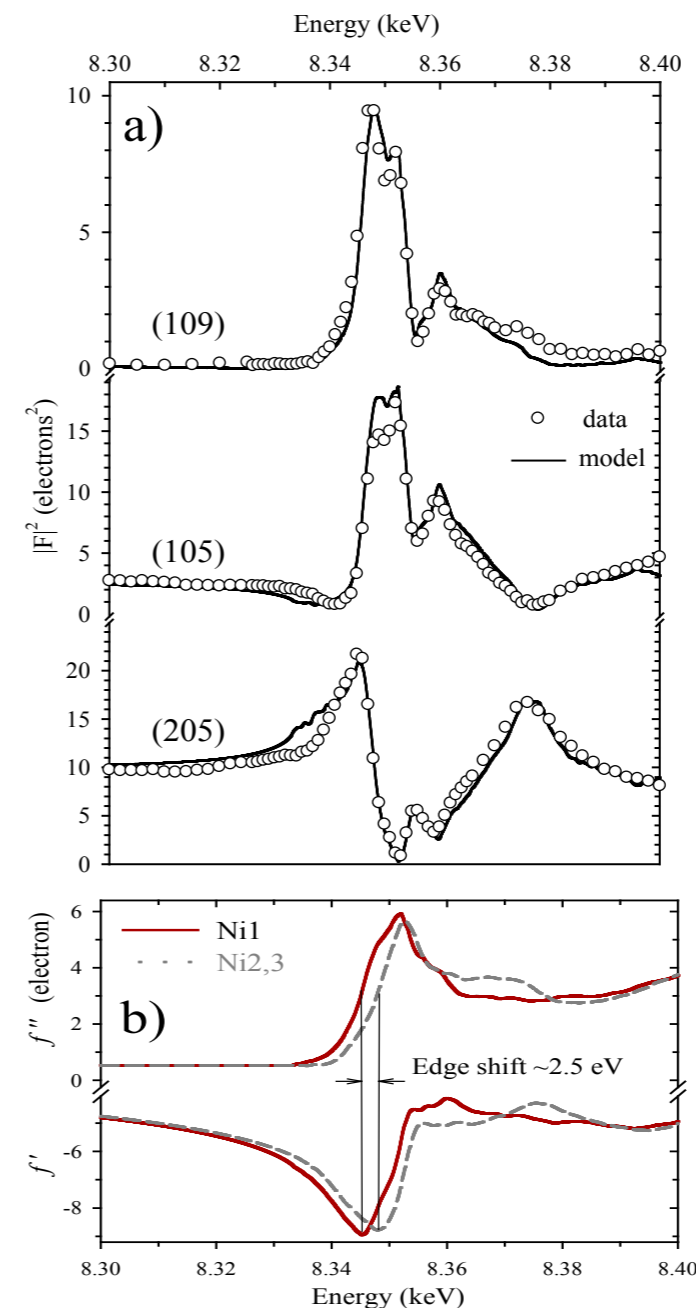 Energy (keV)
8.30 8.32 8.34 8.36 8.38 8.40
a)
10
5
0
(109)
|F|² (electrons²)
15
10
5
0
(105)
data
model
20
15
10
5
0
(205)
6
4
2
0
f″ (electron)
Ni1
Ni2,3
b)
Edge shift ~2.5 eV
f′
-6
-8
8.30 8.32 8.34 8.36 8.38 8.40
Energy (keV)